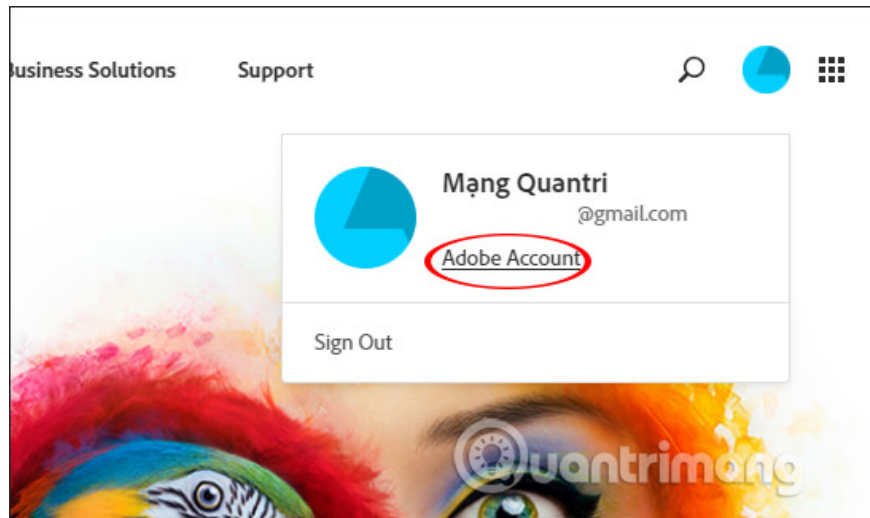 Business Solutions Support
Mạng Quantri
@gmail.com
Adobe Account
Sign Out
Quantrimang